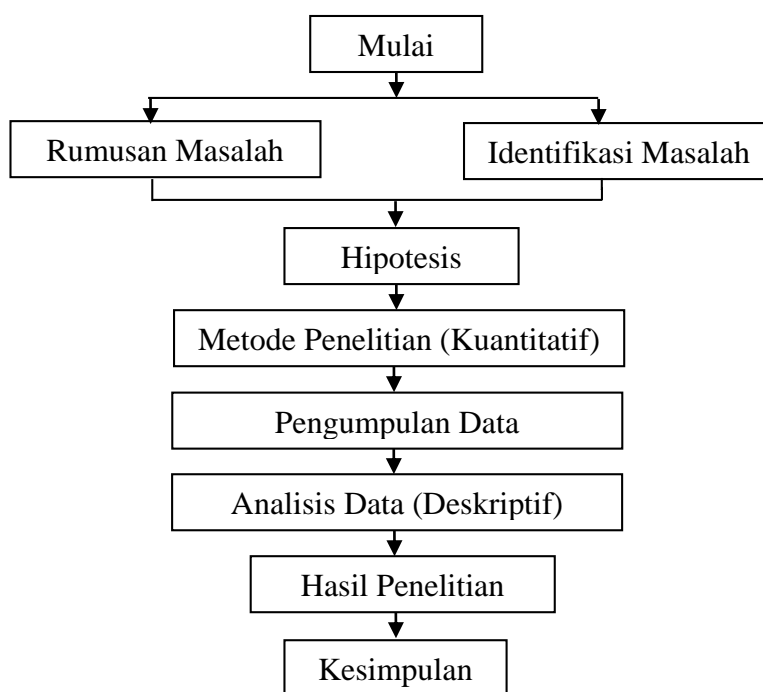 Mulai
Rumusan Masalah
Identifikasi Masalah
Hipotesis
Metode Penelitian (Kuantitatif)
Pengumpulan Data
Analisis Data (Deskriptif)
Hasil Penelitian
Kesimpulan